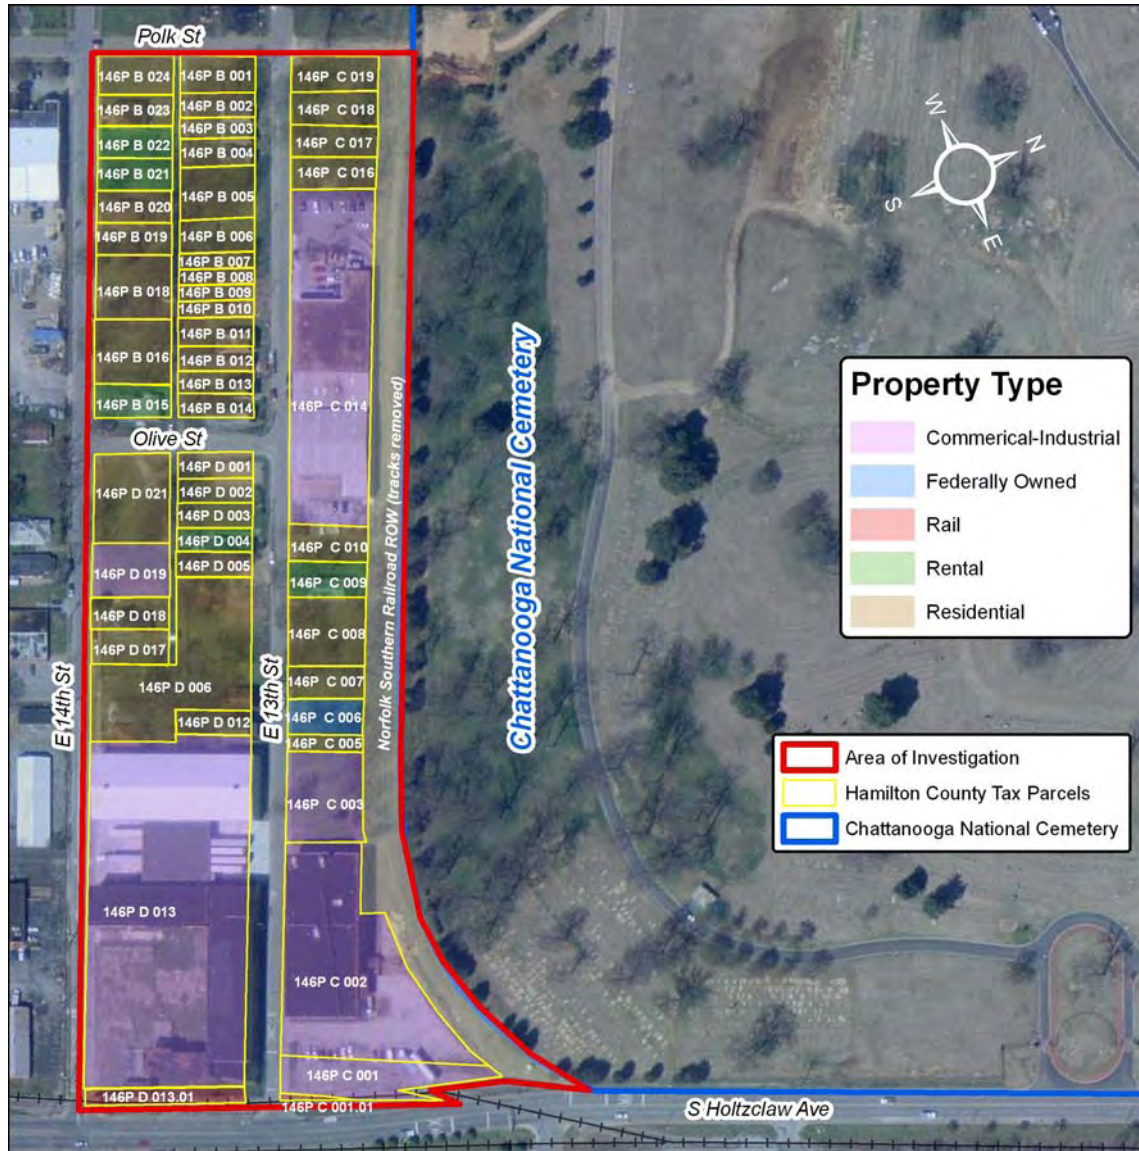 Polk St
146P B 024
146P B 001
146P C 019
146P B 023
146P B 002
146P C 018
146P B 003
146P B 022
146P C 017
146P B 004
146P B 021
146P C 016
146P B 005
146P B 020
146P B 019
146P B 006
146P B 007
146P B 018
146P B 008
146P B 009
146P B 010
146P B 011
146P B 016
146P B 012
146P B 013
146P B 015
146P B 014
146P C 014
Olive St
146P D 001
146P D 021
146P D 002
146P D 003
146P D 004
146P C 010
146P D 005
146P D 019
146P C 009
146P D 018
146P C 008
146P D 017
146P D 006
146P C 007
146P D 012
146P C 006
146P C 005
146P C 003
146P D 013
146P C 002
146P C 001
146P D 013.01
146P C 001.01
E 14th St
E 13th St
Norfolk Southern Railroad ROW (tracks removed)
Chattanooga National Cemetery
S Holtzclaw Ave
W
N
S
E
Property Type
Commerical-Industrial
Federally Owned
Rail
Rental
Residential
Area of Investigation
Hamilton County Tax Parcels
Chattanooga National Cemetery